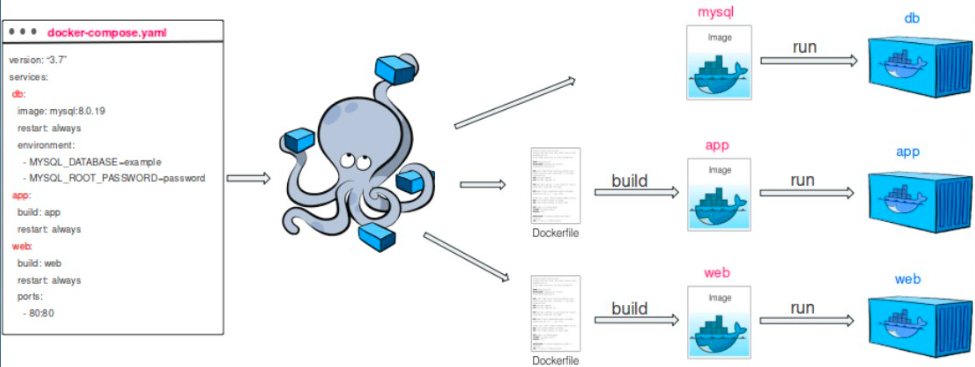 docker-compose.yaml
version: "3.7"
services:
db:
image: mysql:8.0.19
restart: always
environment:
- MYSQL_DATABASE=example
- MYSQL_ROOT_PASSWORD=password
app:
build: app
restart: always
web:
build: web
restart: always
ports:
- 80:80
mysql
Image
run
db
Dockerfile
build
app
Image
run
app
Dockerfile
build
web
Image
run
web